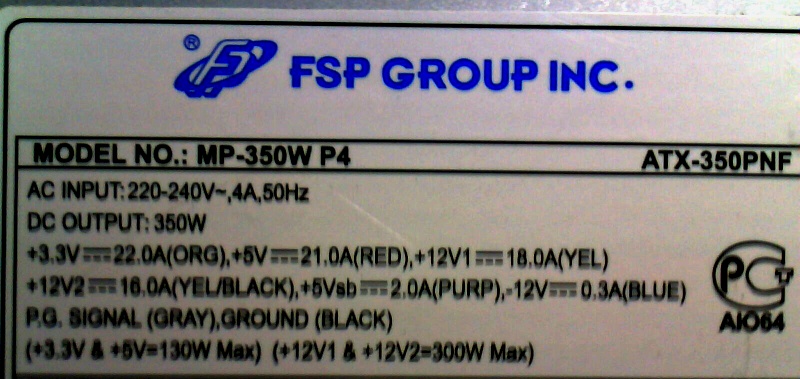 ® FSP GROUP INC.
MODEL NO.: MP-350W P4 ATX-350PNF
AC INPUT: 220-240V~,4A,50Hz
DC OUTPUT: 350W
+3.3V⎓22.0A(ORG),+5V⎓21.0A(RED),+12V1⎓18.0A(YEL)
+12V2⎓16.0A(YEL/BLACK),+5Vsb⎓2.0A(PURP),-12V⎓0.3A(BLUE)
P.G. SIGNAL (GRAY),GROUND (BLACK)
(+3.3V & +5V=130W Max) (+12V1 & +12V2=300W Max)
РСТ
АЮ64